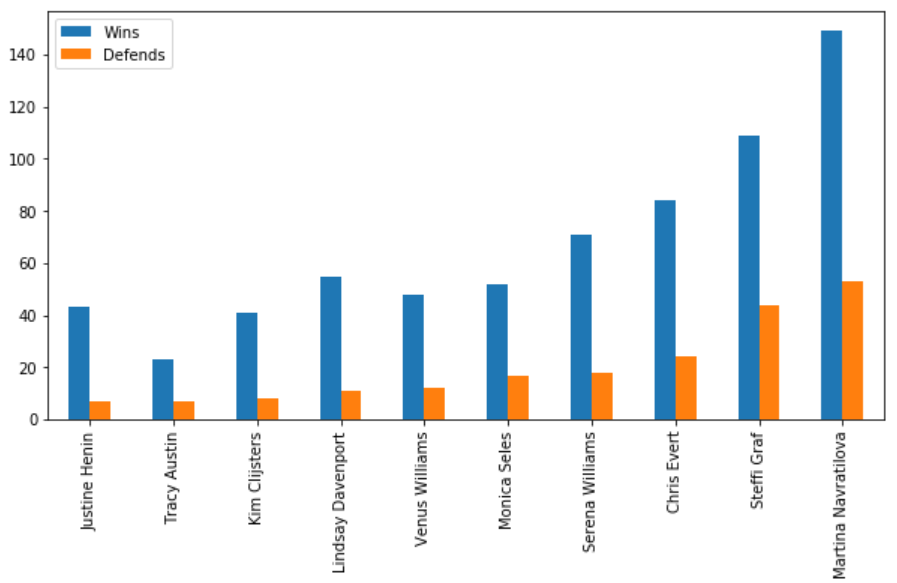 Wins
Defends
140
120
100
80
60
40
20
0
Justine Henin
Tracy Austin
Kim Clijsters
Lindsay Davenport
Venus Williams
Monica Seles
Serena Williams
Chris Evert
Steffi Graf
Martina Navratilova